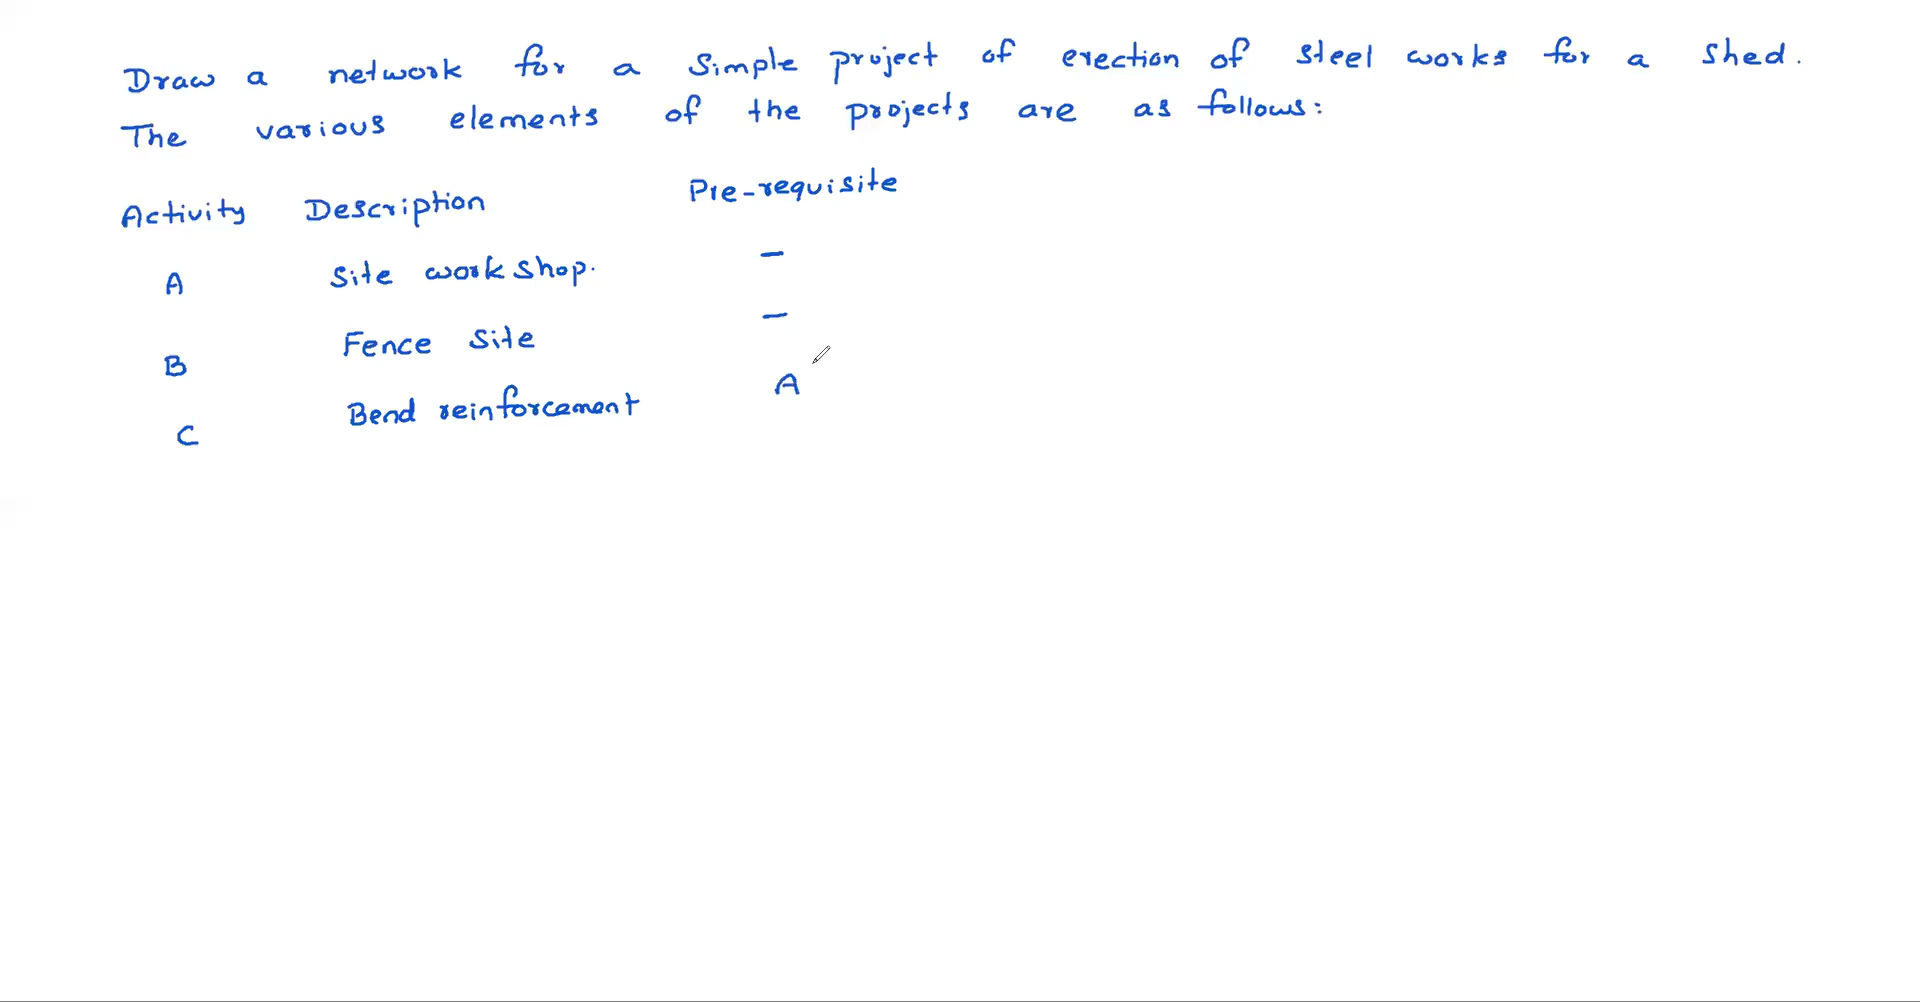 Draw a network for a simple project of erection of steel works for a shed.
The various elements of the projects are as follows:
Activity Description Pre-requisite
A Site workshop. -
B Fence Site -
C Bend reinforcement A